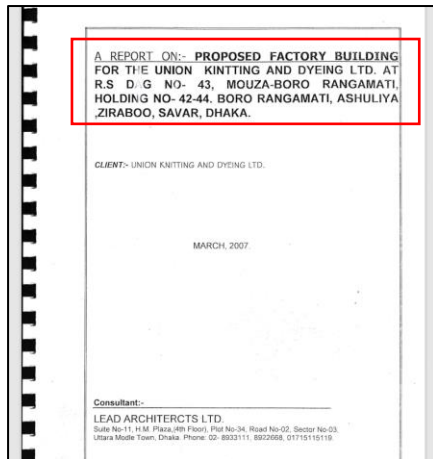 A REPORT ON:- PROPOSED FACTORY BUILDING
FOR THE UNION KINTTING AND DYEING LTD. AT
R.S DAG NO- 43, MOUZA-BORO RANGAMATI,
HOLDING NO- 42-44. BORO RANGAMATI, ASHULIYA
,ZIRABOO, SAVAR, DHAKA.
CLIENT:- UNION KNITTING AND DYEING LTD.
MARCH, 2007.
Consultant:-
LEAD ARCHITERCTS LTD.
Suite No-11, H.M. Plaza,(4th Floor), Plot No-34, Road No-02, Sector No-03,
Uttara Modle Town, Dhaka. Phone: 02- 8933111, 8922668, 01715115119.